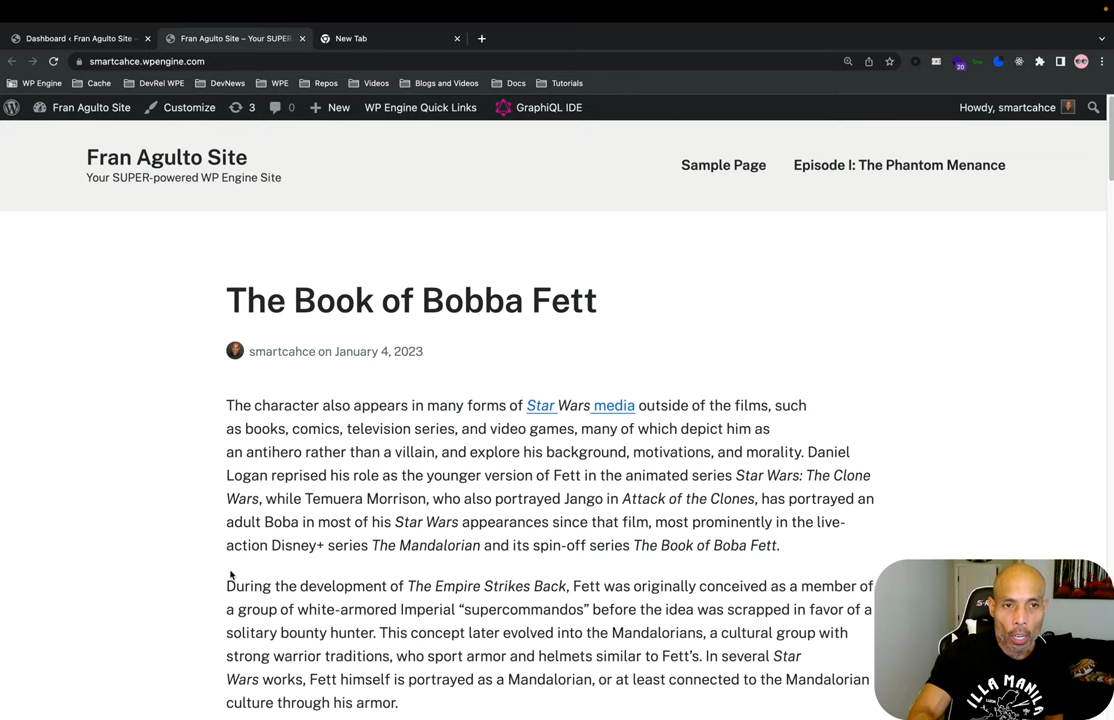 Dashboard ‹ Fran Agulto Site –
Fran Agulto Site – Your SUPER-
New Tab
smartcahce.wpengine.com
WP Engine
Cache
DevRel WPE
DevNews
WPE
Repos
Videos
Blogs and Videos
Docs
Tutorials
20
Fran Agulto Site
Customize
3
0
New
WP Engine Quick Links
GraphiQL IDE
Howdy, smartcahce
Fran Agulto Site
Your SUPER-powered WP Engine Site
Sample Page
Episode I: The Phantom Menance
The Book of Bobba Fett
smartcahce on January 4, 2023
The character also appears in many forms of Star Wars media outside of the films, such
as books, comics, television series, and video games, many of which depict him as
an antihero rather than a villain, and explore his background, motivations, and morality. Daniel
Logan reprised his role as the younger version of Fett in the animated series Star Wars: The Clone
Wars, while Temuera Morrison, who also portrayed Jango in Attack of the Clones, has portrayed an
adult Boba in most of his Star Wars appearances since that film, most prominently in the live-
action Disney+ series The Mandalorian and its spin-off series The Book of Boba Fett.
During the development of The Empire Strikes Back, Fett was originally conceived as a member of
a group of white-armored Imperial “supercommandos” before the idea was scrapped in favor of a
solitary bounty hunter. This concept later evolved into the Mandalorians, a cultural group with
strong warrior traditions, who sport armor and helmets similar to Fett’s. In several Star
Wars works, Fett himself is portrayed as a Mandalorian, or at least connected to the Mandalorian
culture through his armor.
ILLA MANILA